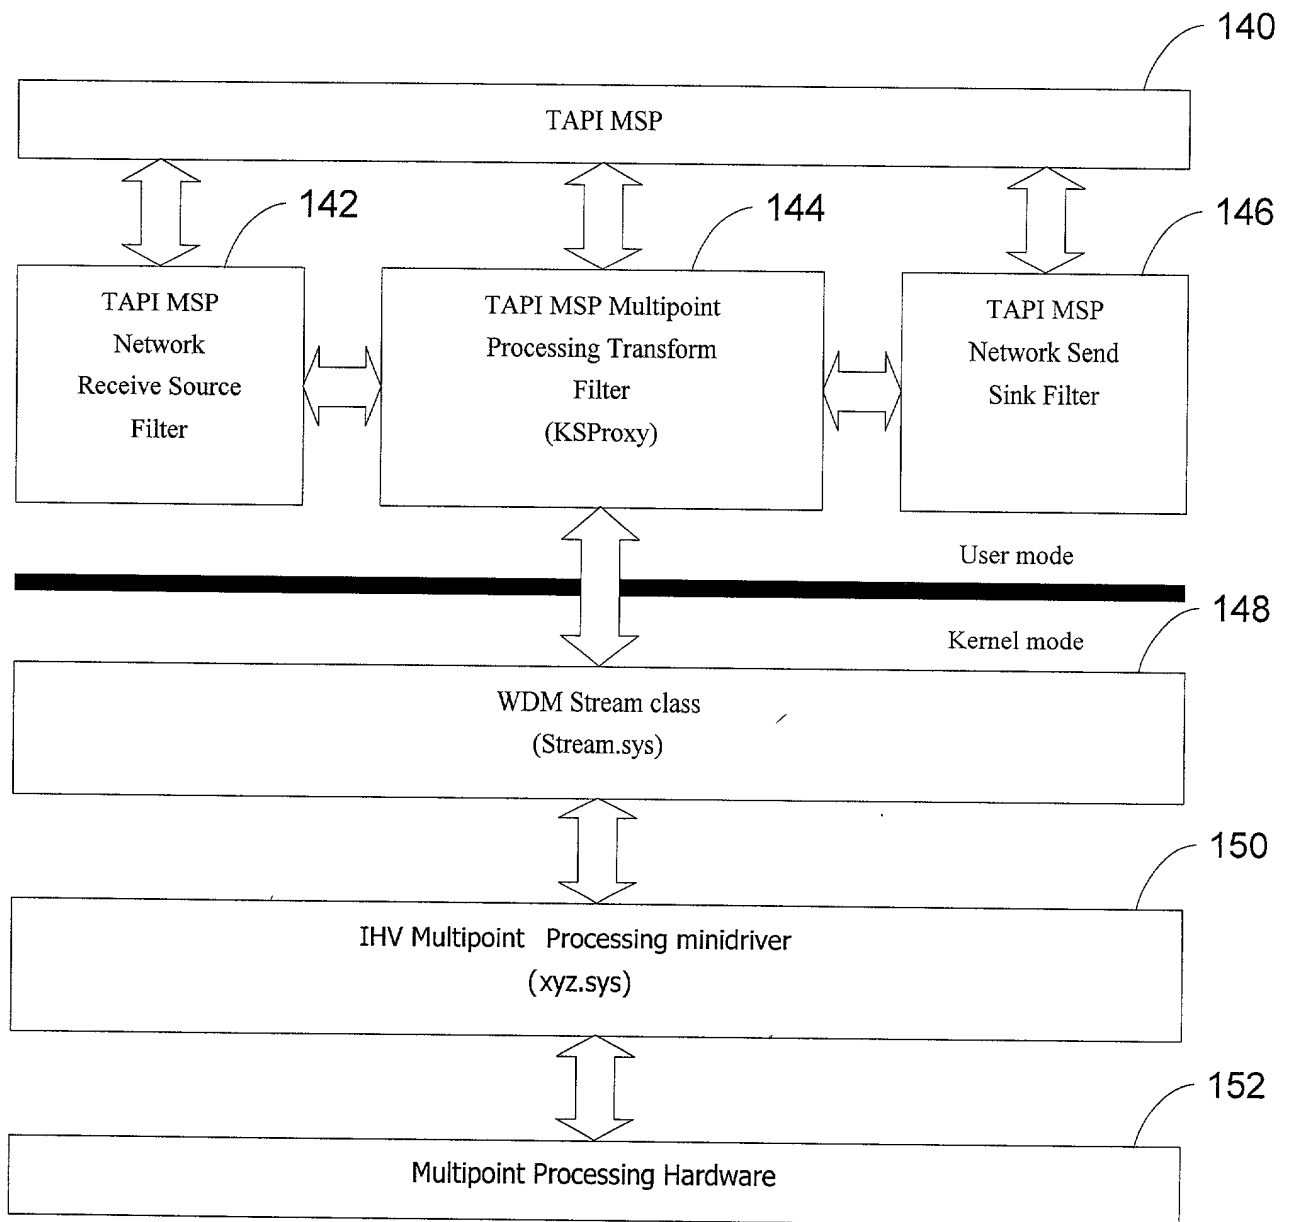 140
TAPI MSP
142
144
146
TAPI MSP
Network
Receive Source
Filter
TAPI MSP Multipoint
Processing Transform
Filter
(KSProxy)
TAPI MSP
Network Send
Sink Filter
User mode
Kernel mode
148
WDM Stream class
(Stream.sys)
150
IHV Multipoint Processing minidriver
(xyz.sys)
152
Multipoint Processing Hardware